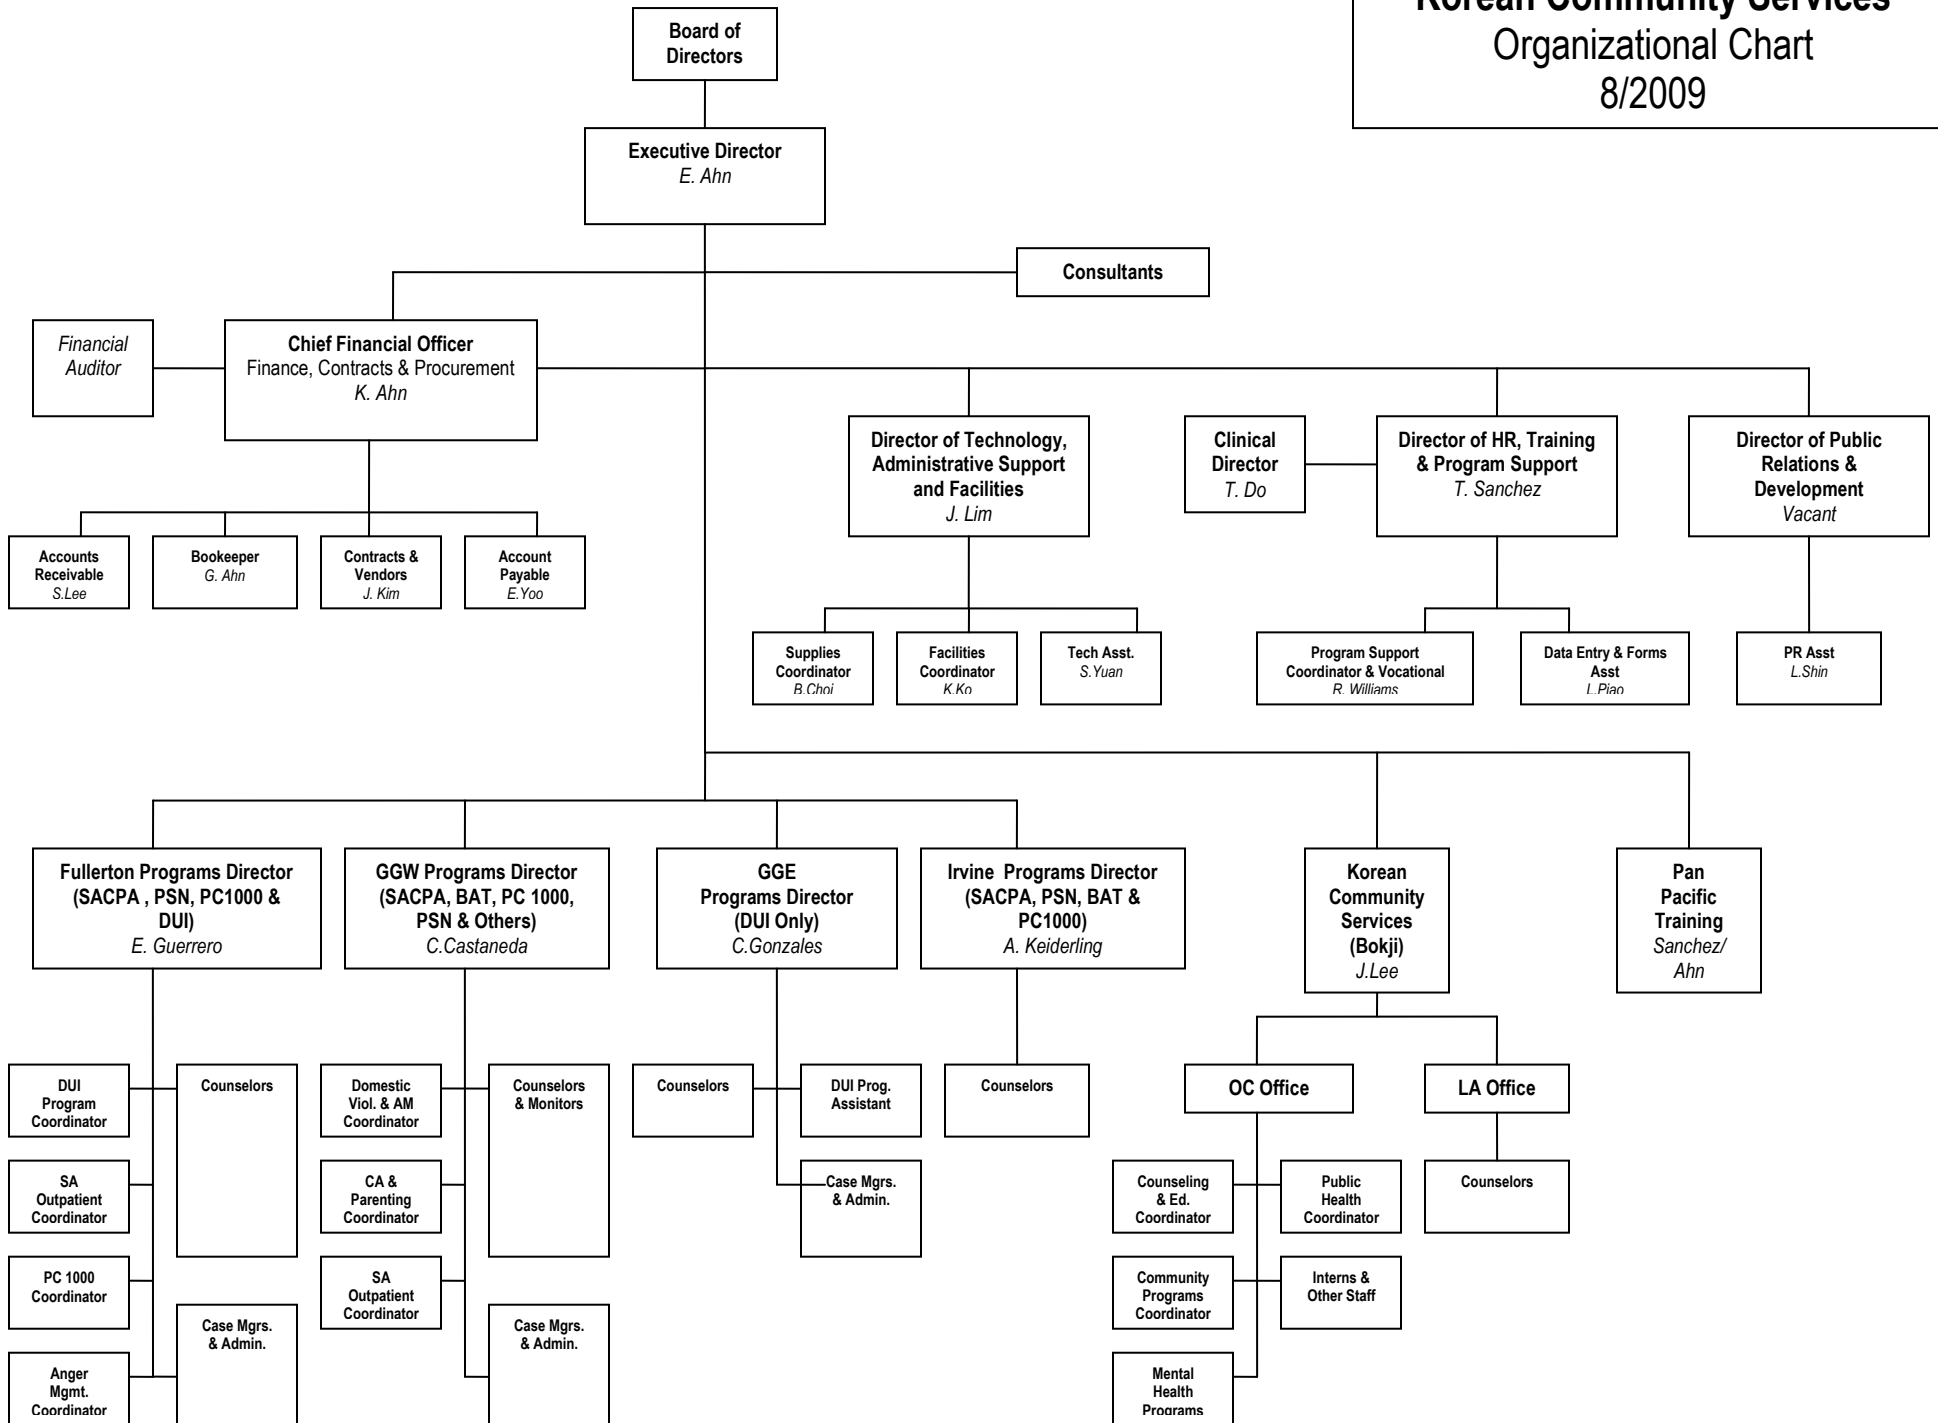 Korean Community Services
Organizational Chart
8/2009
Board of
Directors
Executive Director
E. Ahn
Consultants
Financial
Auditor
Chief Financial Officer
Finance, Contracts & Procurement
K. Ahn
Director of Technology,
Administrative Support
and Facilities
J. Lim
Clinical
Director
T. Do
Director of HR, Training
& Program Support
T. Sanchez
Director of Public
Relations &
Development
Vacant
Accounts
Receivable
S.Lee
Bookeeper
G. Ahn
Contracts &
Vendors
J. Kim
Account
Payable
E.Yoo
Supplies
Coordinator
B.Choi
Facilities
Coordinator
K.Ko
Tech Asst.
S.Yuan
Program Support
Coordinator & Vocational
R. Williams
Data Entry & Forms
Asst
L.Piao
PR Asst
L.Shin
Fullerton Programs Director
(SACPA , PSN, PC1000 &
DUI)
E. Guerrero
GGW Programs Director
(SACPA, BAT, PC 1000,
PSN & Others)
C.Castaneda
GGE
Programs Director
(DUI Only)
C.Gonzales
Irvine  Programs Director
(SACPA, PSN, BAT &
PC1000)
A. Keiderling
Korean
Community
Services
(Bokji)
J.Lee
Pan
Pacific
Training
Sanchez/
Ahn
DUI
Program
Coordinator
Counselors
SA
Outpatient
Coordinator
PC 1000
Coordinator
Anger
Mgmt.
Coordinator
Case Mgrs.
& Admin.
Domestic
Viol. & AM
Coordinator
Counselors
& Monitors
CA &
Parenting
Coordinator
SA
Outpatient
Coordinator
Case Mgrs.
& Admin.
Counselors
DUI Prog.
Assistant
Case Mgrs.
& Admin.
Counselors
OC Office
LA Office
Counseling
& Ed.
Coordinator
Public
Health
Coordinator
Counselors
Community
Programs
Coordinator
Interns &
Other Staff
Mental
Health
Programs